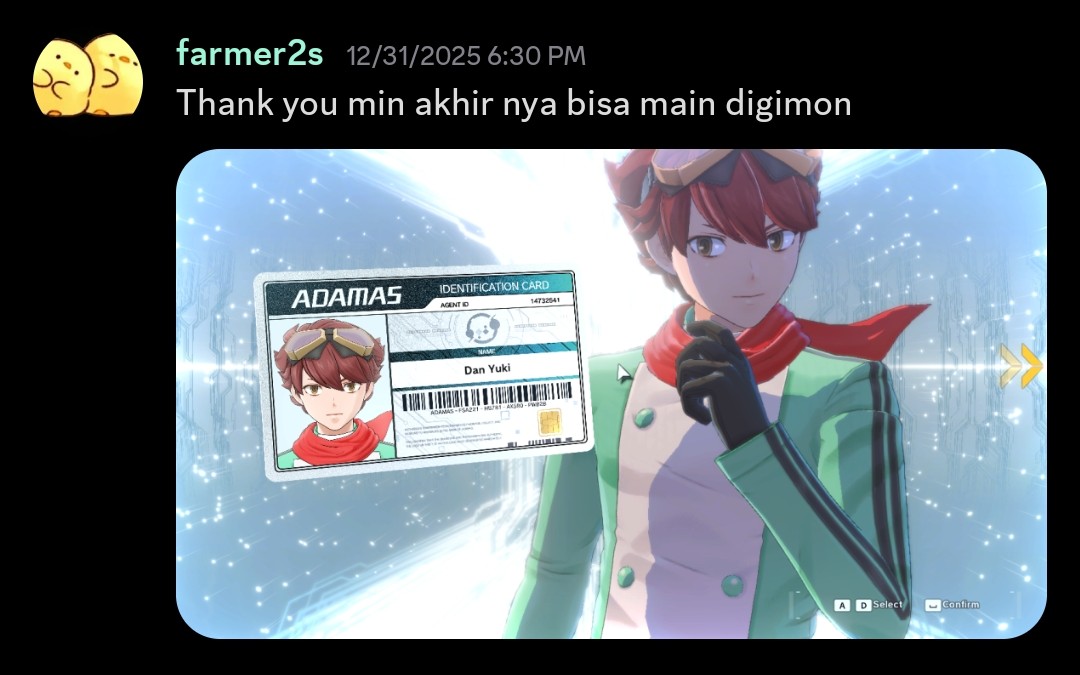 farmer2s 12/31/2025 6:30 PM
Thank you min akhir nya bisa main digimon
ADAMAS
IDENTIFICATION CARD
AGENT ID 14732541
NAME
Dan Yuki
A D Select Confirm